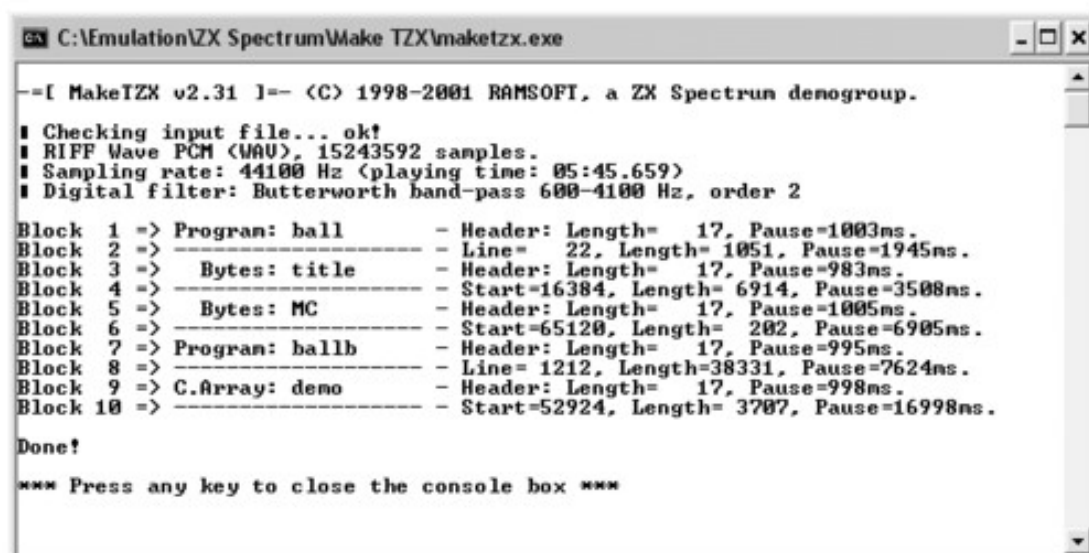 C:\Emulation\ZX Spectrum\Make TZX\maketzx.exe
-=[ MakeTZX v2.31 ]=- (C) 1998-2001 RAMSOFT, a ZX Spectrum demogroup.
Checking input file... ok!
RIFF Wave PCM (WAV), 15243592 samples.
Sampling rate: 44100 Hz (playing time: 05:45.659)
Digital filter: Butterworth band-pass 600-4100 Hz, order 2
Block  1 => Program: ball       - Header: Length=   17, Pause=1003ms.
Block  2 => ------------------- - Line=   22, Length= 1051, Pause=1945ms.
Block  3 =>   Bytes: title      - Header: Length=   17, Pause=983ms.
Block  4 => ------------------- - Start=16384, Length= 6914, Pause=3508ms.
Block  5 =>   Bytes: MC         - Header: Length=   17, Pause=1005ms.
Block  6 => ------------------- - Start=65120, Length=  202, Pause=6905ms.
Block  7 => Program: ballb      - Header: Length=   17, Pause=995ms.
Block  8 => ------------------- - Line= 1212, Length=38331, Pause=7624ms.
Block  9 => C.Array: demo       - Header: Length=   17, Pause=998ms.
Block 10 => ------------------- - Start=52924, Length= 3707, Pause=16998ms.
Done!
*** Press any key to close the console box ***